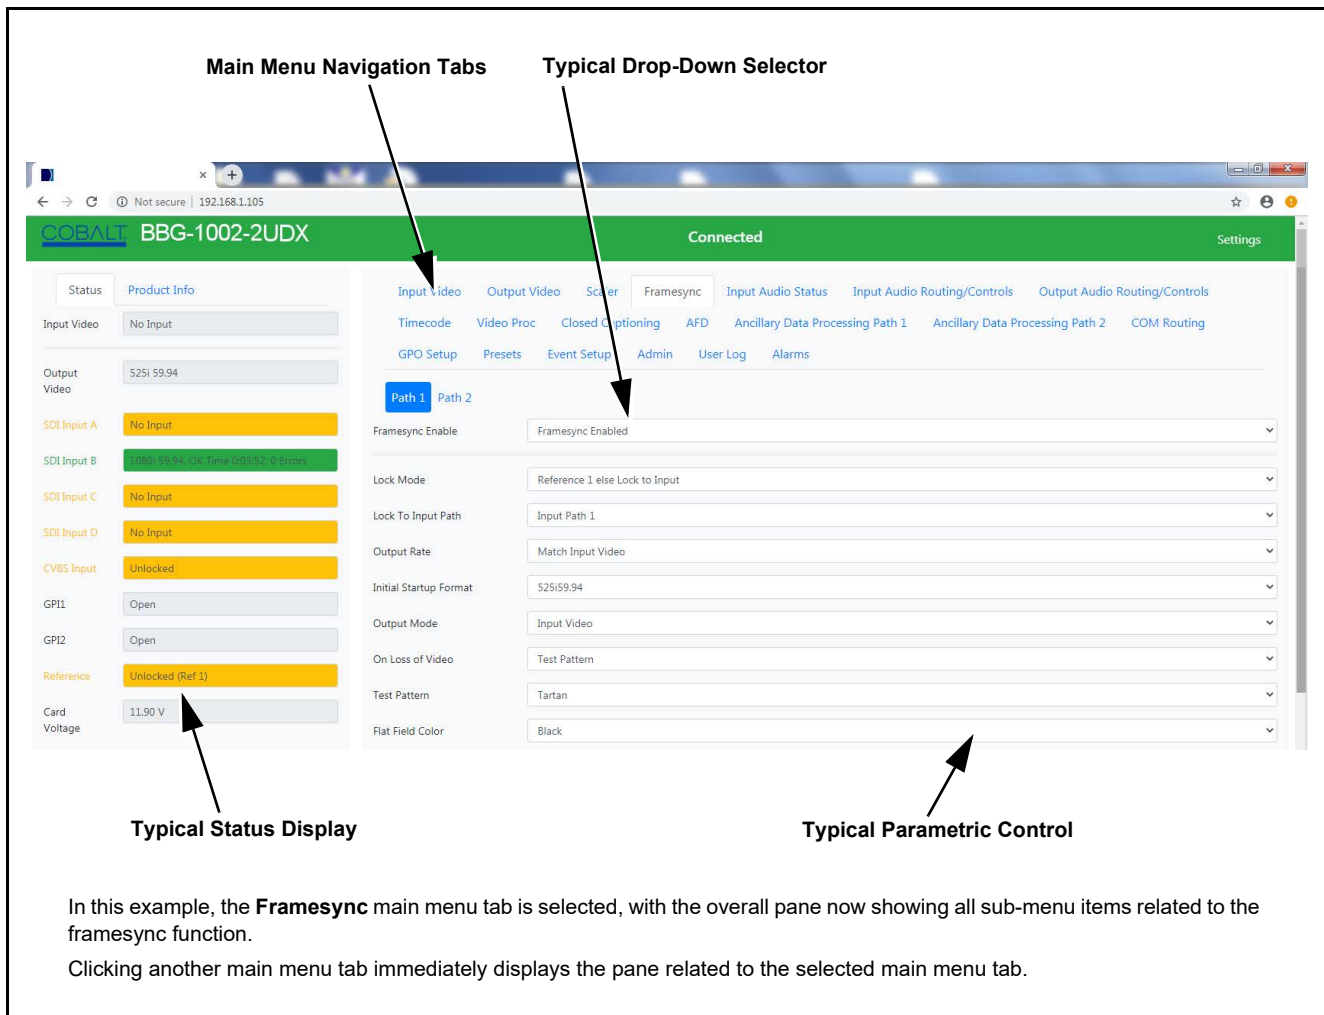 Main Menu Navigation Tabs
Typical Drop-Down Selector
Not secure | 192.168.1.105
COBALT BBG-1002-2UDX
Connected
Settings
Status
Product Info
Input Video
No Input
Output Video
525i 59.94
SDI Input A
No Input
SDI Input B
1080i 59.94, OK Time 0:03:52, 0 Errors
SDI Input C
No Input
SDI Input D
No Input
CVBS Input
Unlocked
GPI1
Open
GPI2
Open
Reference
Unlocked (Ref 1)
Card Voltage
11.90 V
Input Video Output Video Scaler Framesync Input Audio Status Input Audio Routing/Controls Output Audio Routing/Controls
Timecode Video Proc Closed Captioning AFD Ancillary Data Processing Path 1 Ancillary Data Processing Path 2 COM Routing
GPO Setup Presets Event Setup Admin User Log Alarms
Path 1 Path 2
Framesync Enable
Framesync Enabled
Lock Mode
Reference 1 else Lock to Input
Lock To Input Path
Input Path 1
Output Rate
Match Input Video
Initial Startup Format
525i59.94
Output Mode
Input Video
On Loss of Video
Test Pattern
Test Pattern
Tartan
Flat Field Color
Black
Typical Status Display
Typical Parametric Control
In this example, the Framesync main menu tab is selected, with the overall pane now showing all sub-menu items related to the
framesync function.
Clicking another main menu tab immediately displays the pane related to the selected main menu tab.